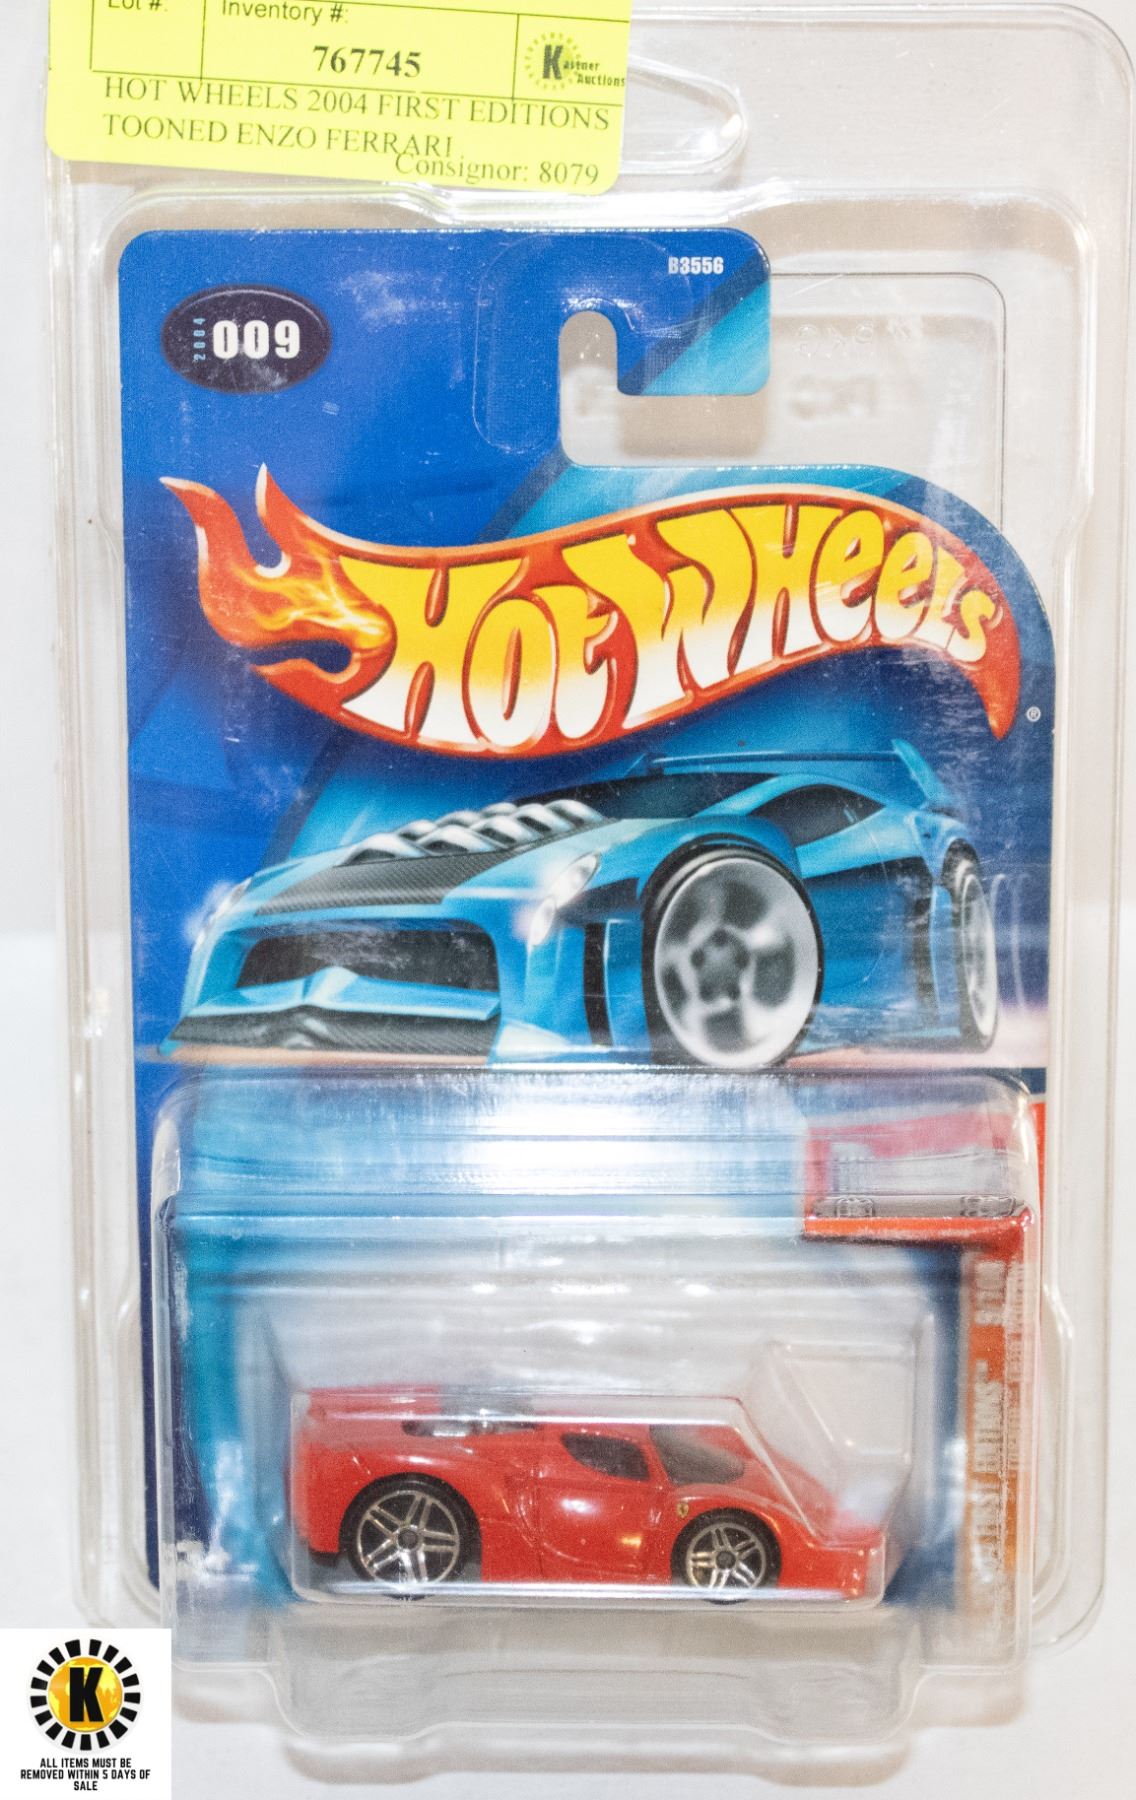 Lot #:
Inventory #:
767745
Kastner
Auctions
HOT WHEELS 2004 FIRST EDITIONS
TOONED ENZO FERRARI
Consignor: 8079
B3556
2004
009
HOT WHEELS
®
K
ALL ITEMS MUST BE
REMOVED WITHIN 5 DAYS OF
SALE